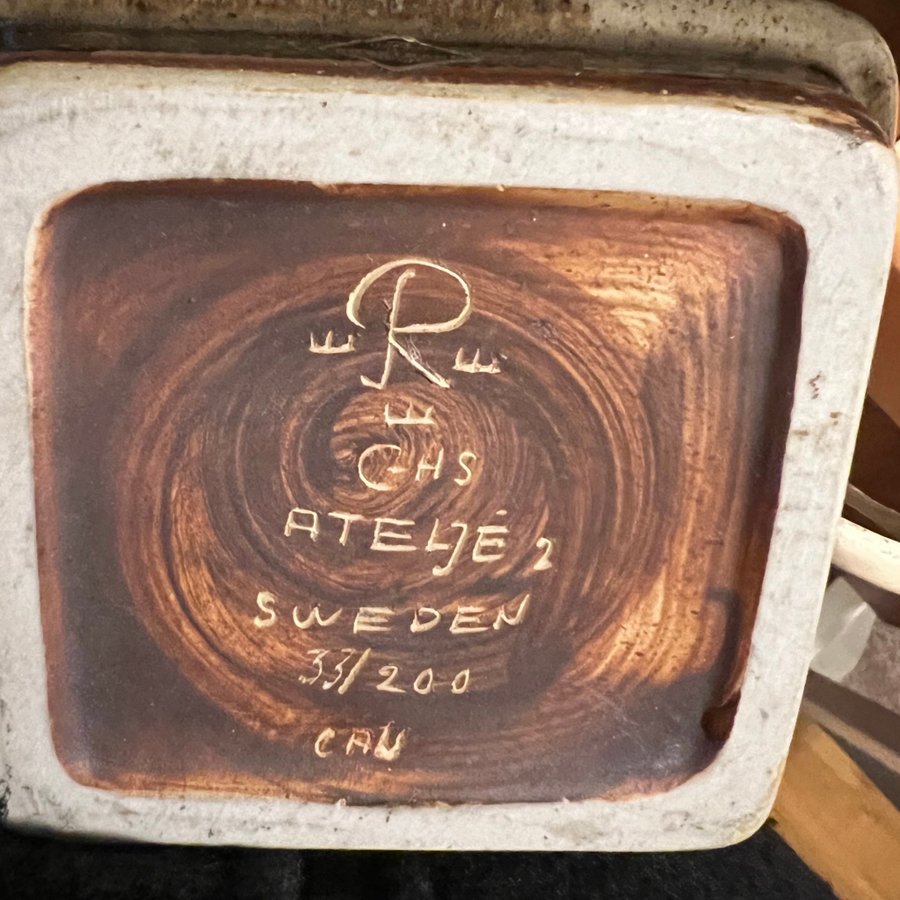 R
CHS
ATELJÉ 2
SWEDEN
33/200
CAN